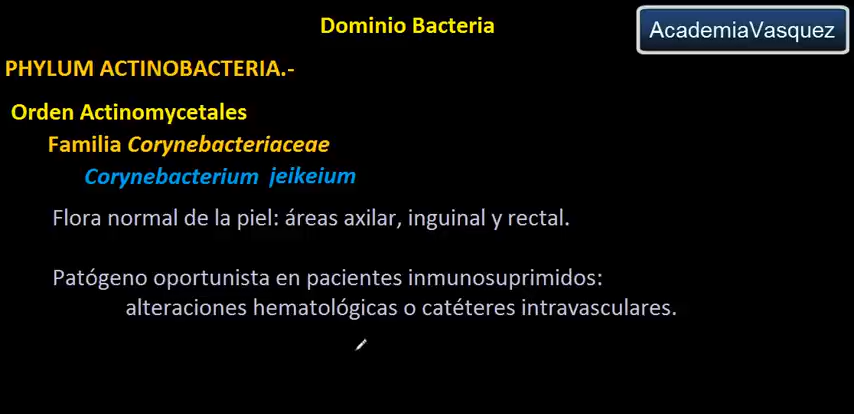 Dominio Bacteria
AcademiaVasquez
PHYLUM ACTINOBACTERIA.-
Orden Actinomycetales
Familia Corynebacteriaceae
Corynebacterium jeikeium
Flora normal de la piel: áreas axilar, inguinal y rectal.
Patógeno oportunista en pacientes inmunosuprimidos:
alteraciones hematológicas o catéteres intravasculares.